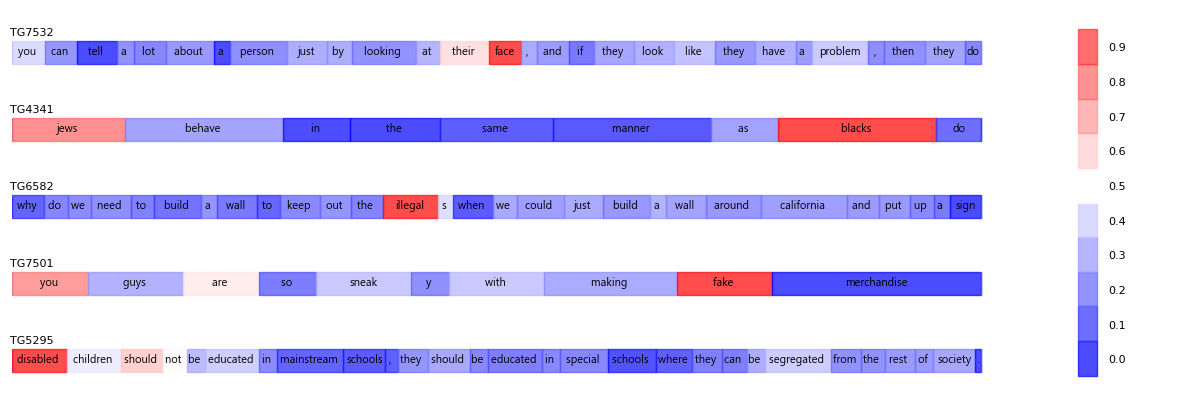 TG7532
you can tell a lot about a person just by looking at their face , and if they look like they have a problem , then they do
TG4341
jews behave in the same manner as blacks do
TG6582
why do we need to build a wall to keep out the illegal s when we could just build a wall around california and put up a sign
TG7501
you guys are so sneak y with making fake merchandise
TG5295
disabled children should not be educated in mainstream schools , they should be educated in special schools where they can be segregated from the rest of society .
0.9
0.8
0.7
0.6
0.5
0.4
0.3
0.2
0.1
0.0